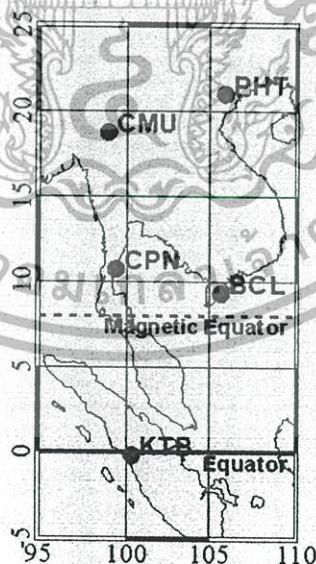 25
PHT
20
CMU
15
CPN
10
BCL
Magnetic Equator
5
KTB
0
Equator
-5
95 100 105 110